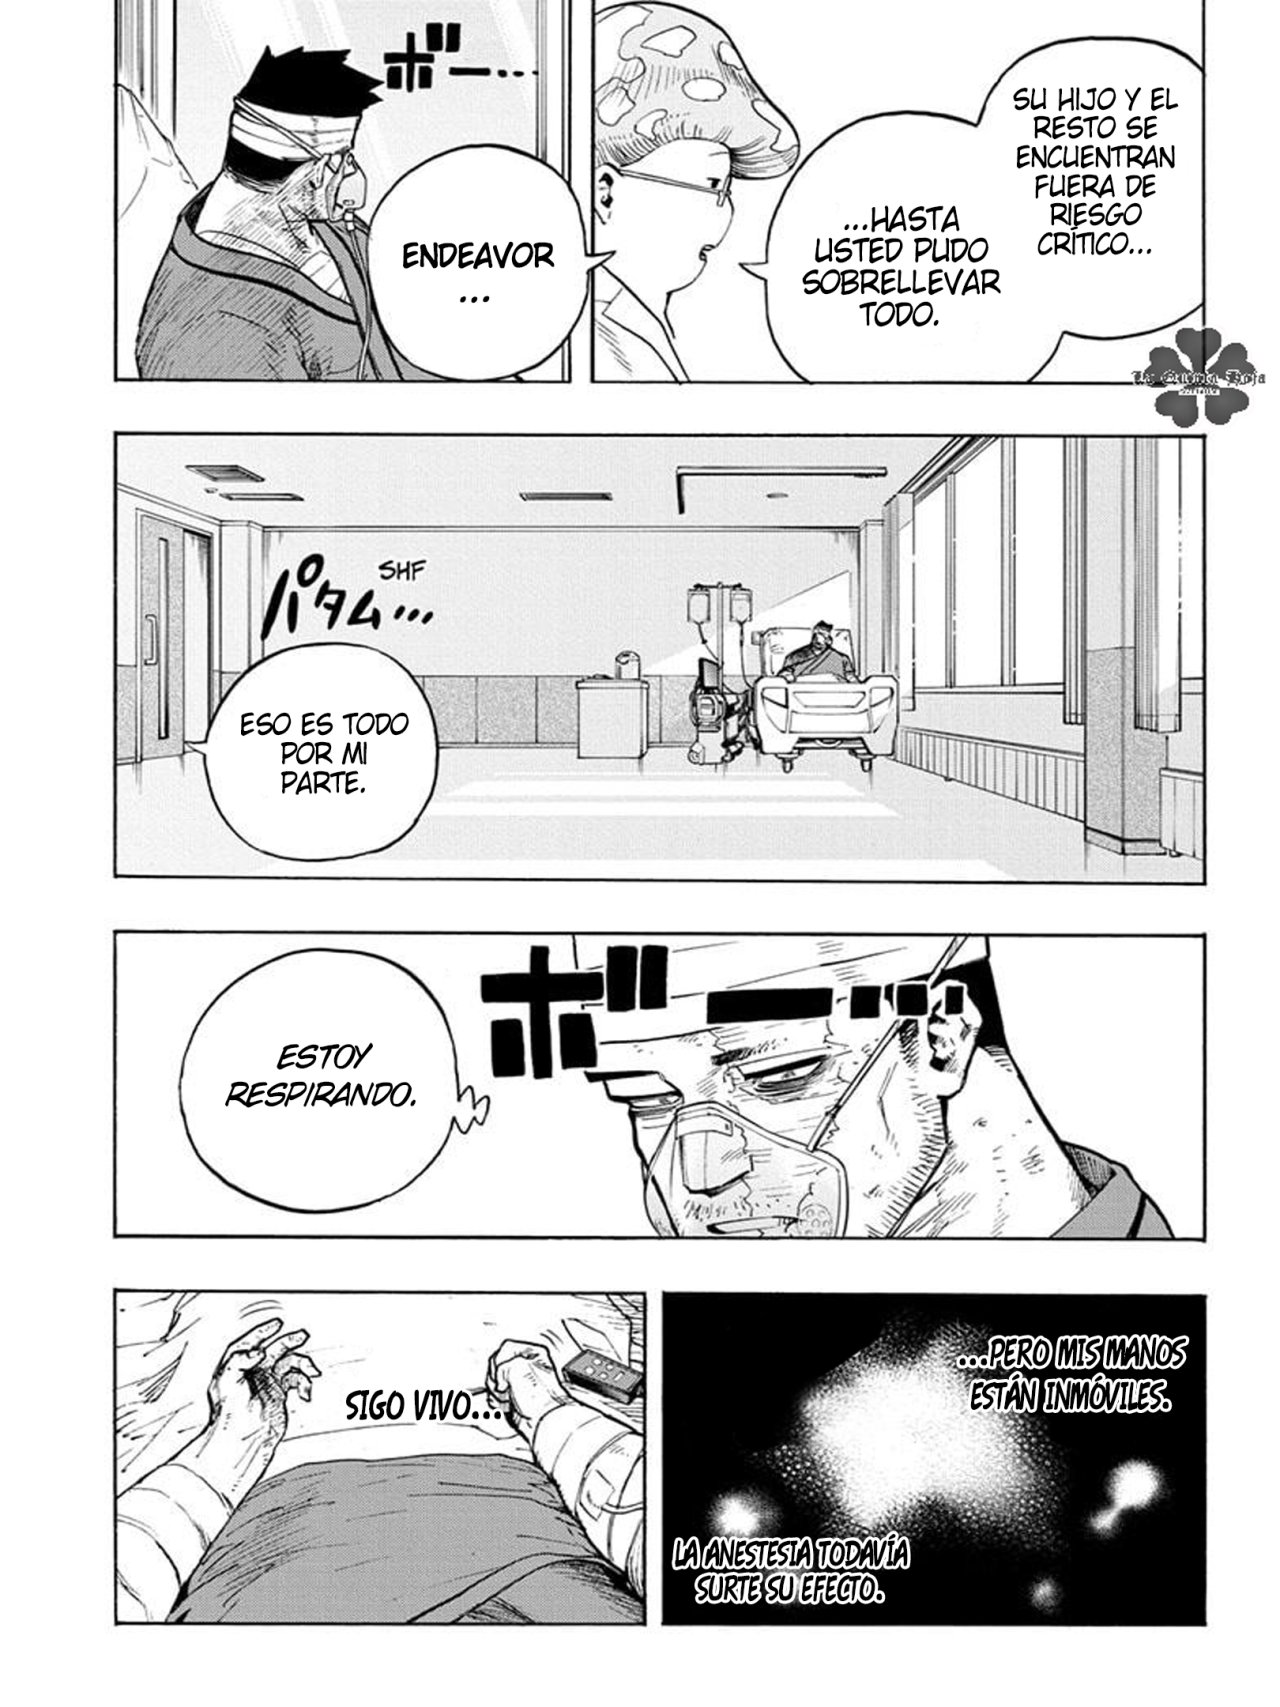 SU HIJO Y EL
RESTO SE
ENCUENTRAN
FUERA DE
RIESGO
CRÍTICO...
...HASTA
USTED PUDO
SOBRELLEVAR
TODO.
ボー...
ENDEAVOR
...
SHF
パタム...
ESO ES TODO
POR MI
PARTE.
ボー...
ESTOY
RESPIRANDO.
SIGO VIVO...
...PERO MIS MANOS
ESTÁN INMÓVILES.
LA ANESTESIA TODAVÍA
SURTE SU EFECTO.